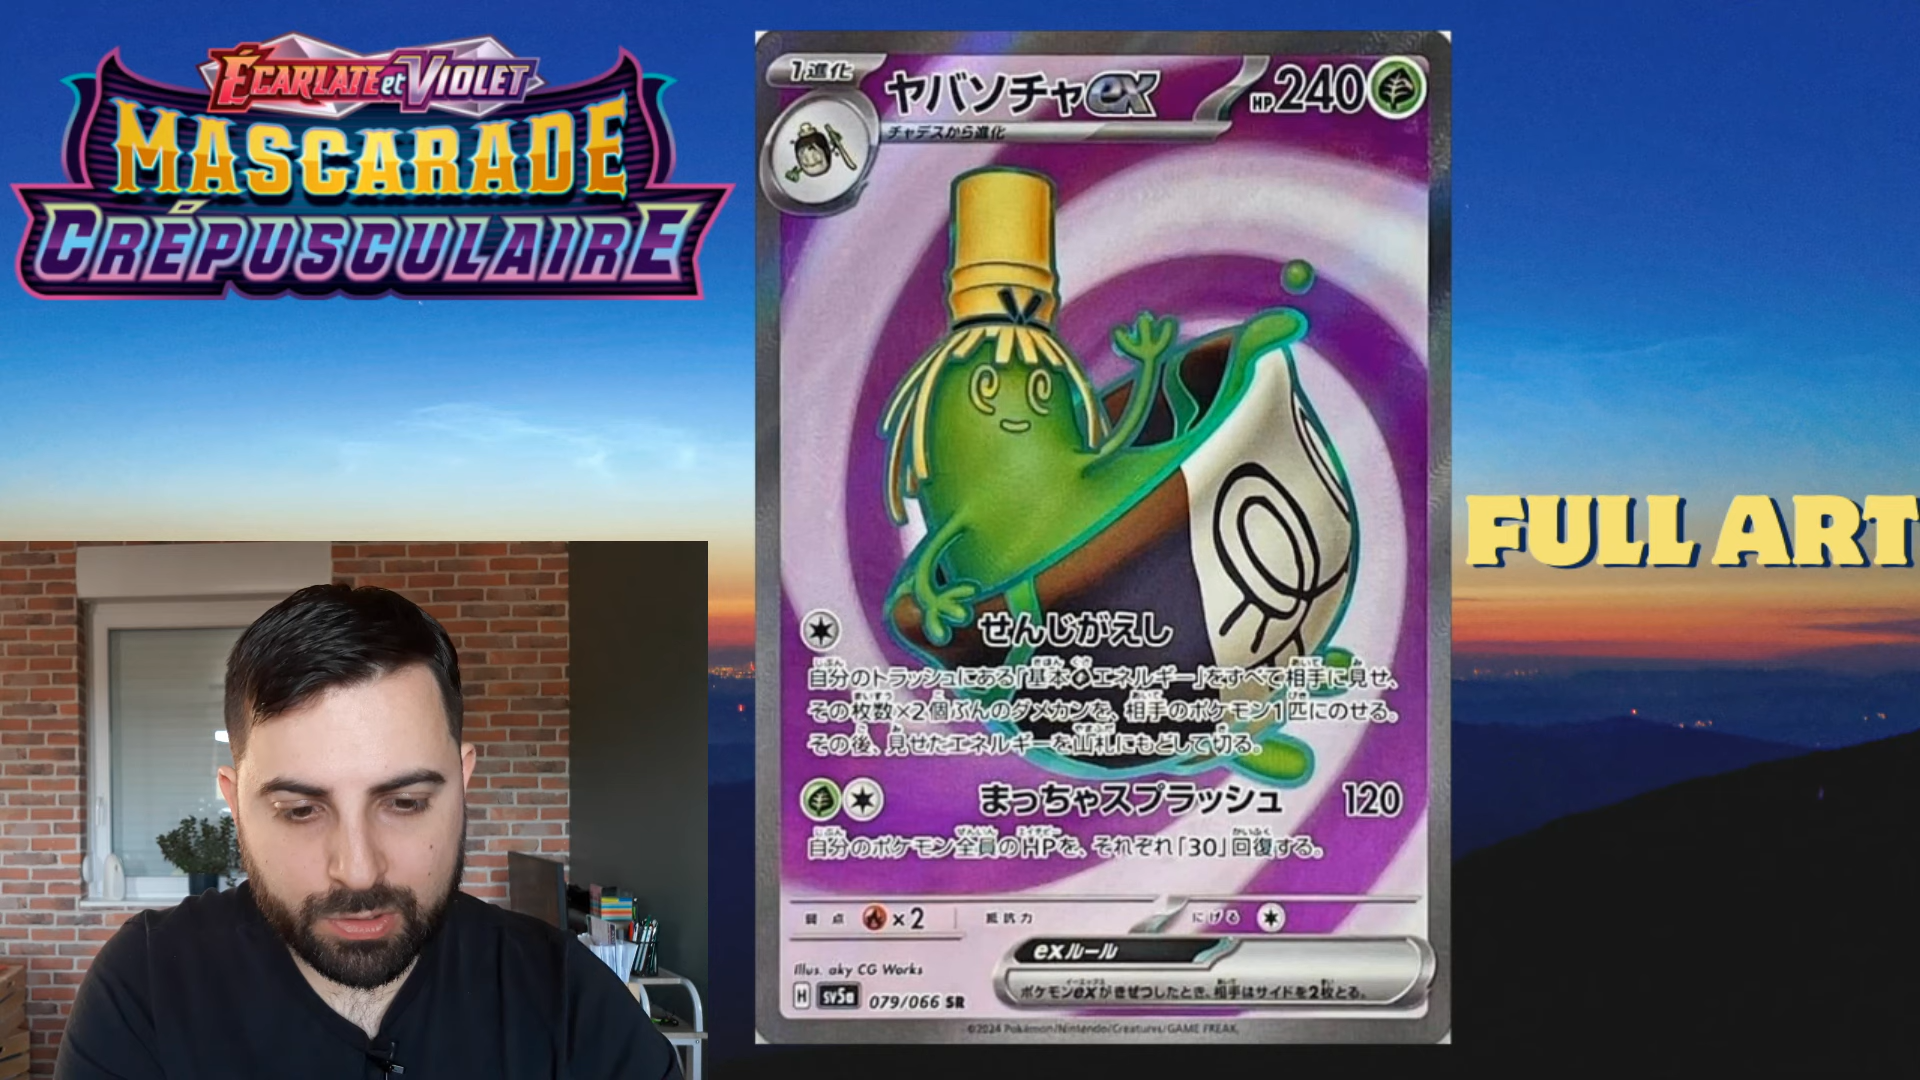 ÉCARLATE et VIOLET
MASCARADE
CRÉPUSCULAIRE
1進化
ヤバソチャex
HP 240
チャデスから進化
FULL ART
せんじがえし
自分のトラッシュにある「基本エネルギー」をすべて相手に見せ、
その枚数×2個ぶんのダメカンを、相手のポケモン1匹にのせる。
その後、見せたエネルギーを山札にもどして切る。
まっちゃスプラッシュ 120
自分のポケモン全員のHPを、それぞれ「30」回復する。
弱点 ×2 抵抗力 にげる
exルール
ポケモンexがきぜつしたとき、相手はサイドを2枚とる。
Illus. aky CG Works
H sv5a 079/066 SR
©2024 Pokémon/Nintendo/Creatures/GAME FREAK.